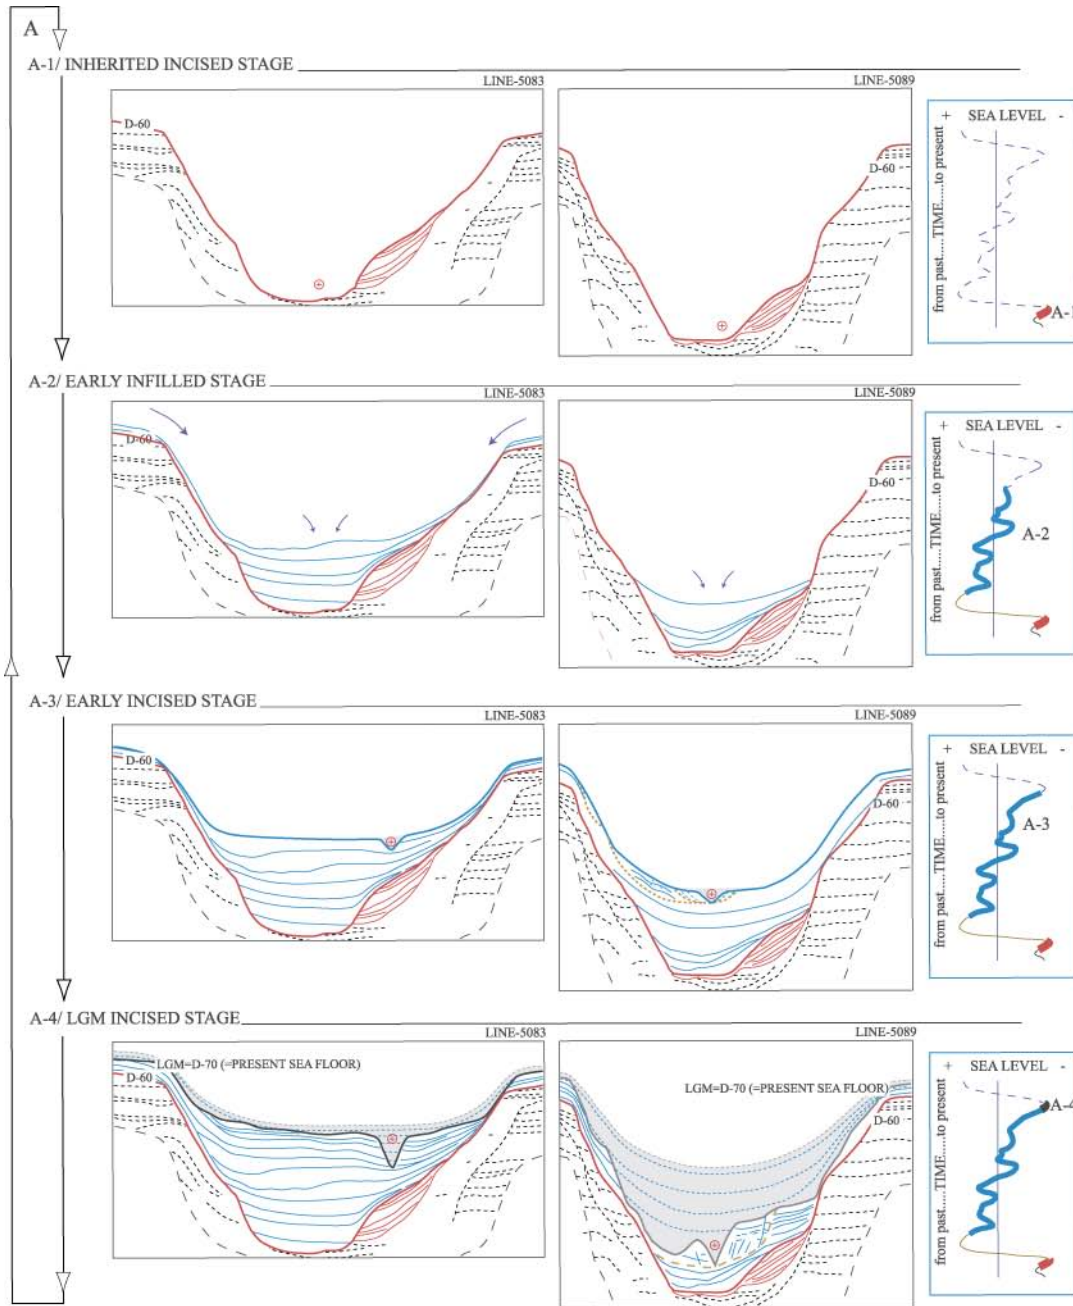 A
A-1/ INHERITED INCISED STAGE
LINE-5083
LINE-5089
D-60
D-60
+ SEA LEVEL -
from past.....TIME.....to present
A-1
A-2/ EARLY INFILLED STAGE
LINE-5083
LINE-5089
D-60
D-60
+ SEA LEVEL -
from past.....TIME.....to present
A-2
A-3/ EARLY INCISED STAGE
LINE-5083
LINE-5089
D-60
D-60
+ SEA LEVEL -
from past.....TIME.....to present
A-3
A-4/ LGM INCISED STAGE
LINE-5083
LINE-5089
LGM=D-70 (=PRESENT SEA FLOOR)
D-60
LGM=D-70 (=PRESENT SEA FLOOR)
D-60
+ SEA LEVEL -
from past.....TIME.....to present
A-4